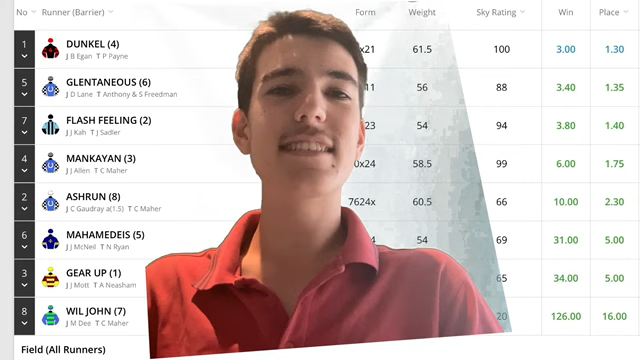 No Runner (Barrier) Form Weight Sky Rating Win Place
1 DUNKEL (4) x21 61.5 100 3.00 1.30
J B Egan T P Payne
5 GLENTANEOUS (6) 11 56 88 3.40 1.35
J D Lane T Anthony & S Freedman
7 FLASH FEELING (2) 23 54 94 3.80 1.40
J J Kah T J Sadler
4 MANKAYAN (3) 0x24 58.5 99 6.00 1.75
J J Allen T C Maher
2 ASHRUN (8) 7624x 60.5 66 10.00 2.30
J C Gaudray a(1.5) T C Maher
6 MAHAMEDEIS (5) 4 54 69 31.00 5.00
J J McNeil T N Ryan
3 GEAR UP (1) 65 34.00 5.00
J J Mott T A Neasham
8 WIL JOHN (7) 20 126.00 16.00
J M Dee T C Maher
Field (All Runners)